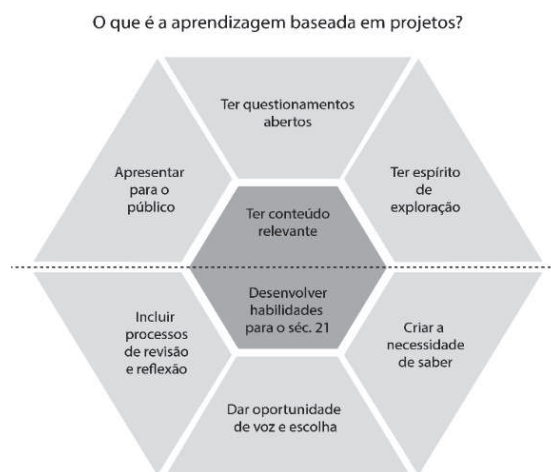 O que é a aprendizagem baseada em projetos?
Ter questionamentos
abertos
Apresentar
para o
público
Ter espírito
de
exploração
Ter conteúdo
relevante
Desenvolver
habilidades
para o séc. 21
Incluir
processos
de revisão
e reflexão
Criar a
necessidade
de saber
Dar oportunidade
de voz e escolha